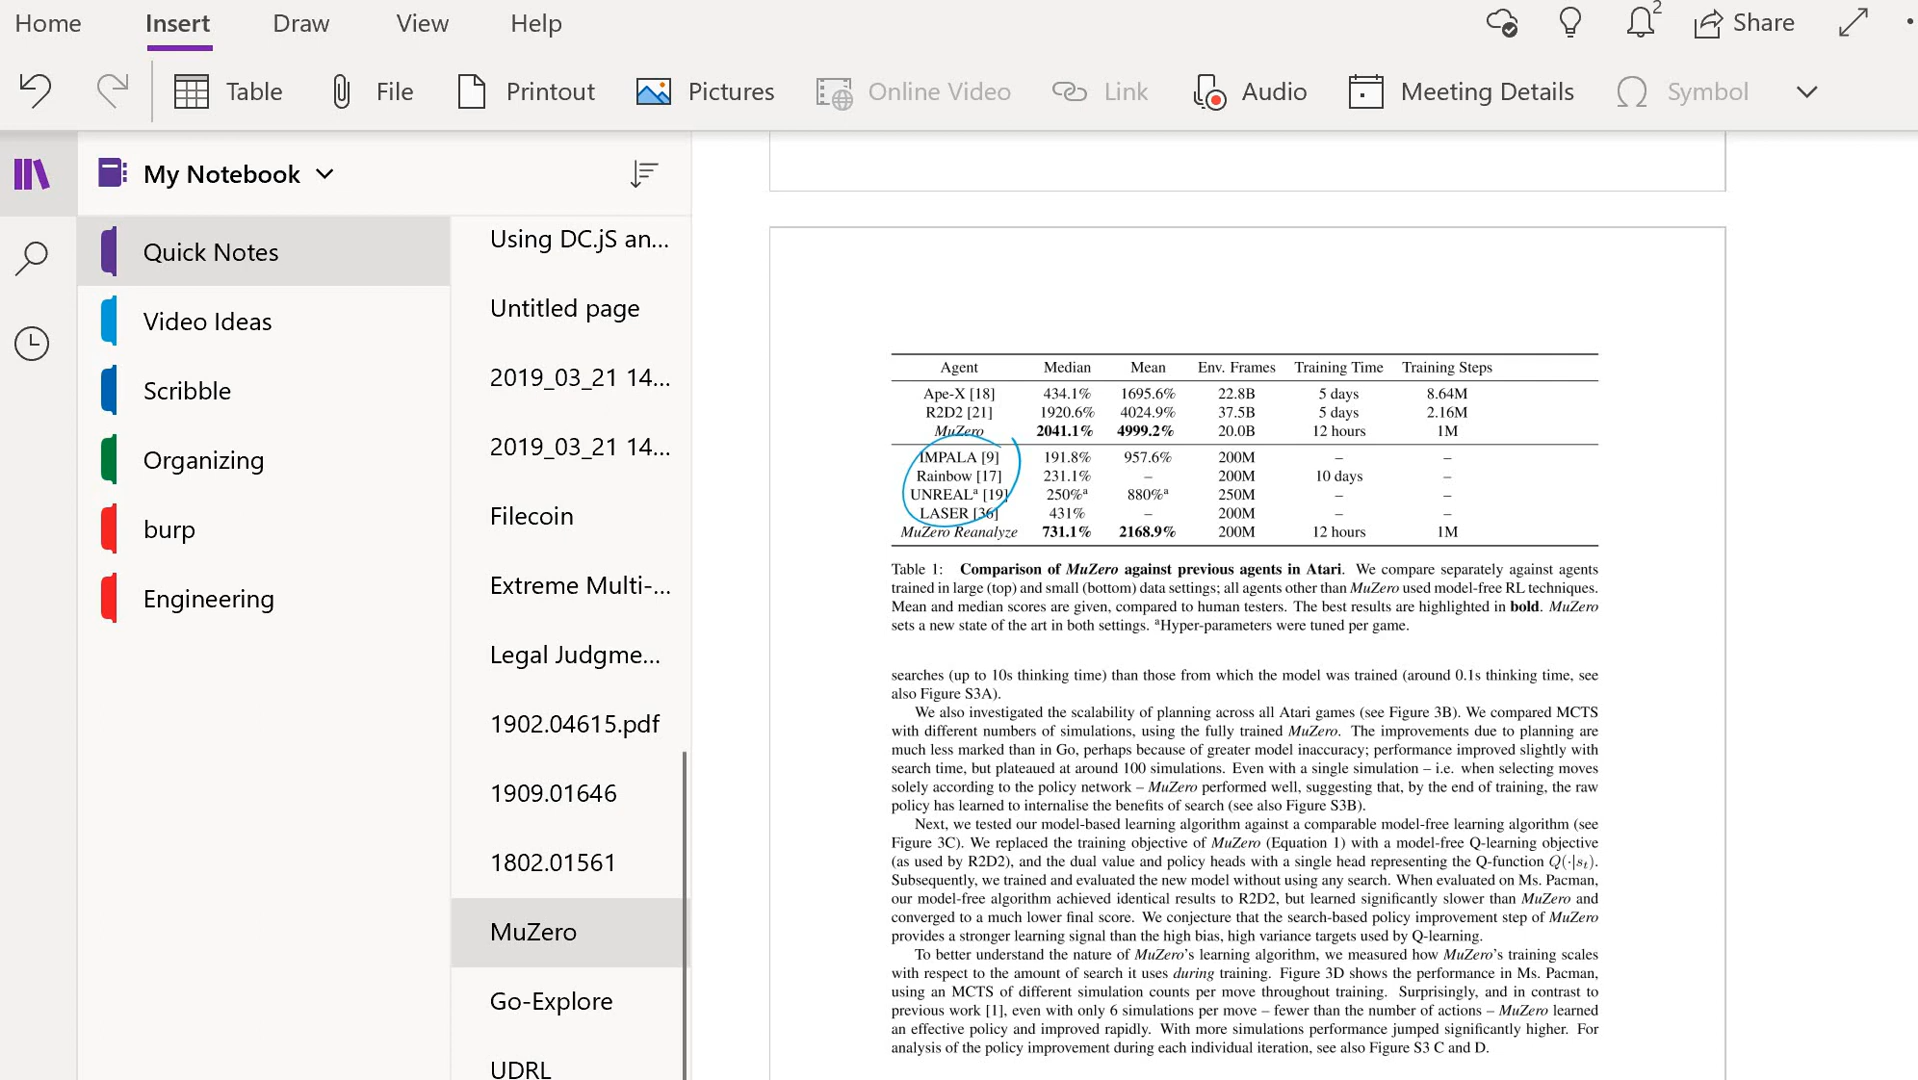 Home Insert Draw View Help 2 Share
Table File Printout Pictures Online Video Link Audio Meeting Details Symbol
My Notebook
Quick Notes
Video Ideas
Scribble
Organizing
burp
Engineering
Using DC.jS an...
Untitled page
2019_03_21 14...
2019_03_21 14...
Filecoin
Extreme Multi-...
Legal Judgme...
1902.04615.pdf
1909.01646
1802.01561
MuZero
Go-Explore
UDRL
Agent Median Mean Env. Frames Training Time Training Steps
Ape-X [18] 434.1% 1695.6% 22.8B 5 days 8.64M
R2D2 [21] 1920.6% 4024.9% 37.5B 5 days 2.16M
MuZero 2041.1% 4999.2% 20.0B 12 hours 1M
IMPALA [9] 191.8% 957.6% 200M – –
Rainbow [17] 231.1% – 200M 10 days –
UNREALᵃ [19] 250%ᵃ 880%ᵃ 250M – –
LASER [36] 431% – 200M – –
MuZero Reanalyze 731.1% 2168.9% 200M 12 hours 1M
Table 1: Comparison of MuZero against previous agents in Atari. We compare separately against agents
trained in large (top) and small (bottom) data settings; all agents other than MuZero used model-free RL techniques.
Mean and median scores are given, compared to human testers. The best results are highlighted in bold. MuZero
sets a new state of the art in both settings. ᵃHyper-parameters were tuned per game.
searches (up to 10s thinking time) than those from which the model was trained (around 0.1s thinking time, see
also Figure S3A).
We also investigated the scalability of planning across all Atari games (see Figure 3B). We compared MCTS
with different numbers of simulations, using the fully trained MuZero. The improvements due to planning are
much less marked than in Go, perhaps because of greater model inaccuracy; performance improved slightly with
search time, but plateaued at around 100 simulations. Even with a single simulation – i.e. when selecting moves
solely according to the policy network – MuZero performed well, suggesting that, by the end of training, the raw
policy has learned to internalise the benefits of search (see also Figure S3B).
Next, we tested our model-based learning algorithm against a comparable model-free learning algorithm (see
Figure 3C). We replaced the training objective of MuZero (Equation 1) with a model-free Q-learning objective
(as used by R2D2), and the dual value and policy heads with a single head representing the Q-function Q(·|sₜ).
Subsequently, we trained and evaluated the new model without using any search. When evaluated on Ms. Pacman,
our model-free algorithm achieved identical results to R2D2, but learned significantly slower than MuZero and
converged to a much lower final score. We conjecture that the search-based policy improvement step of MuZero
provides a stronger learning signal than the high bias, high variance targets used by Q-learning.
To better understand the nature of MuZero's learning algorithm, we measured how MuZero's training scales
with respect to the amount of search it uses during training. Figure 3D shows the performance in Ms. Pacman,
using an MCTS of different simulation counts per move throughout training. Surprisingly, and in contrast to
previous work [1], even with only 6 simulations per move – fewer than the number of actions – MuZero learned
an effective policy and improved rapidly. With more simulations performance jumped significantly higher. For
analysis of the policy improvement during each individual iteration, see also Figure S3 C and D.